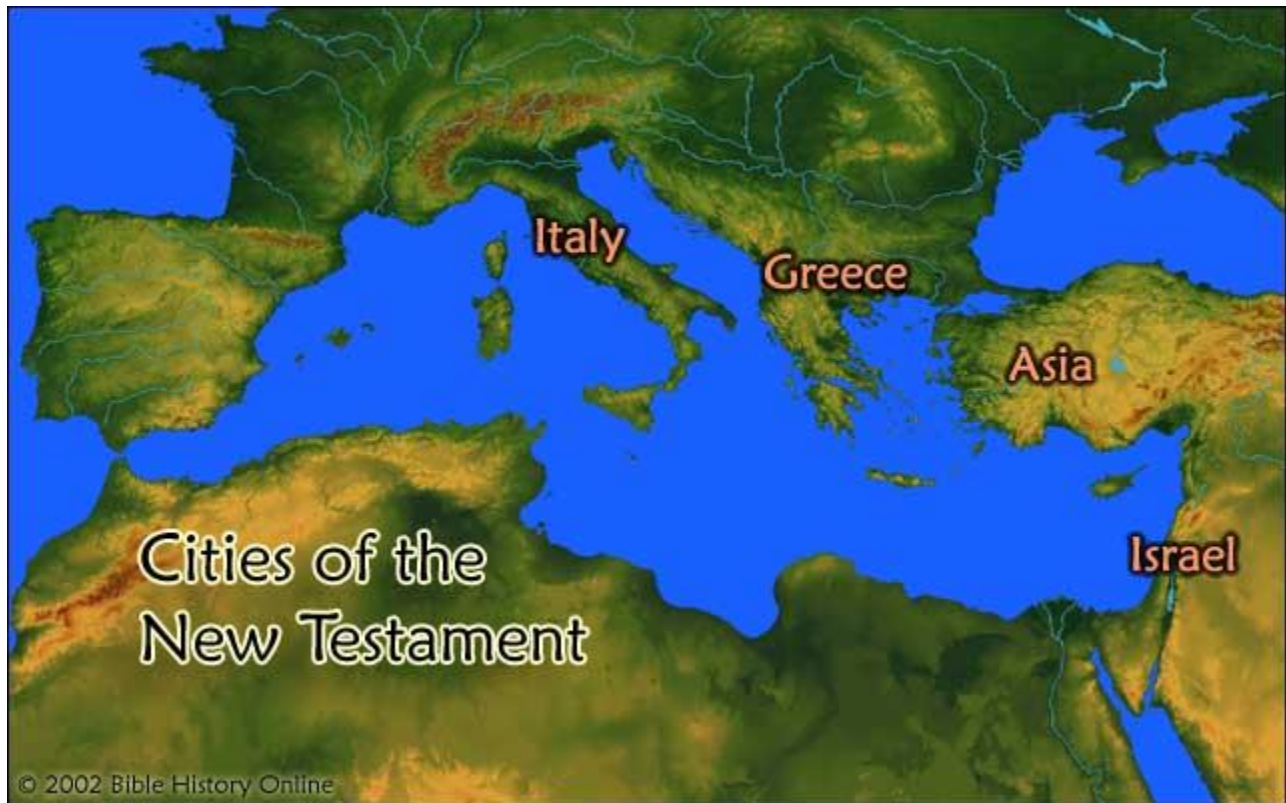 Italy
Greece
Asia
Israel
Cities of the
New Testament
© 2002 Bible History Online